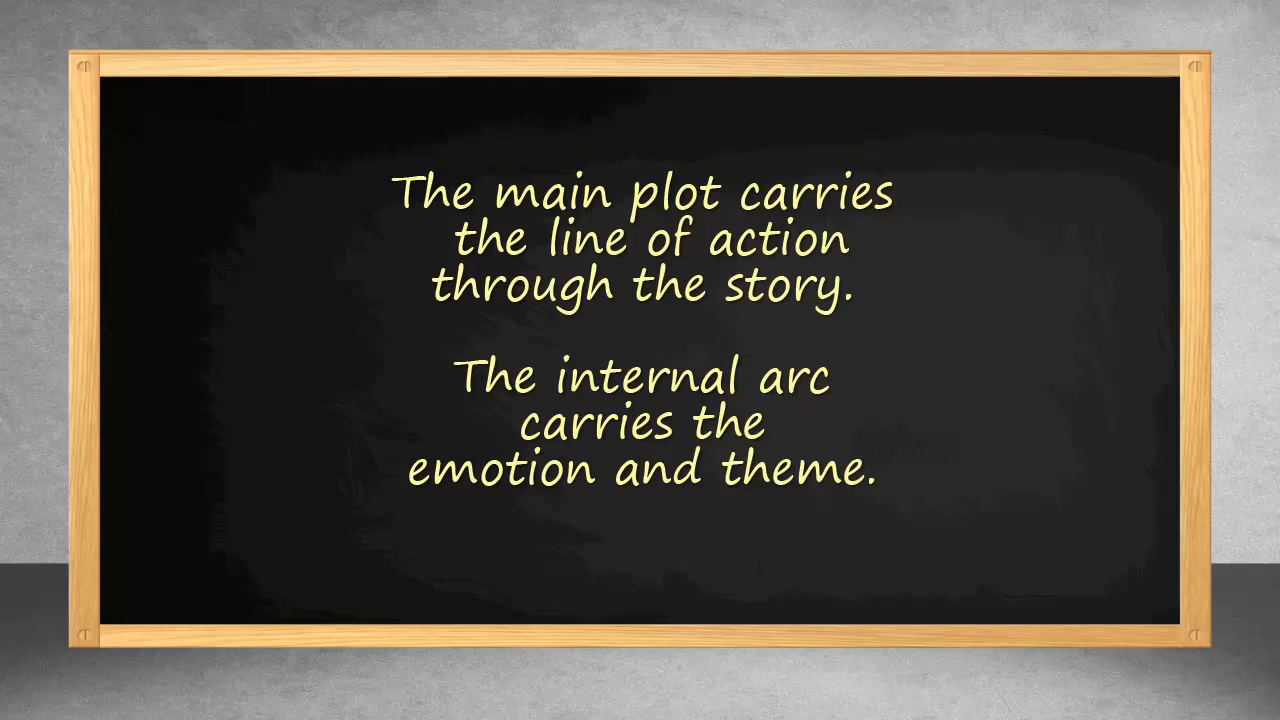 The main plot carries
the line of action
through the story.
The internal arc
carries the
emotion and theme.